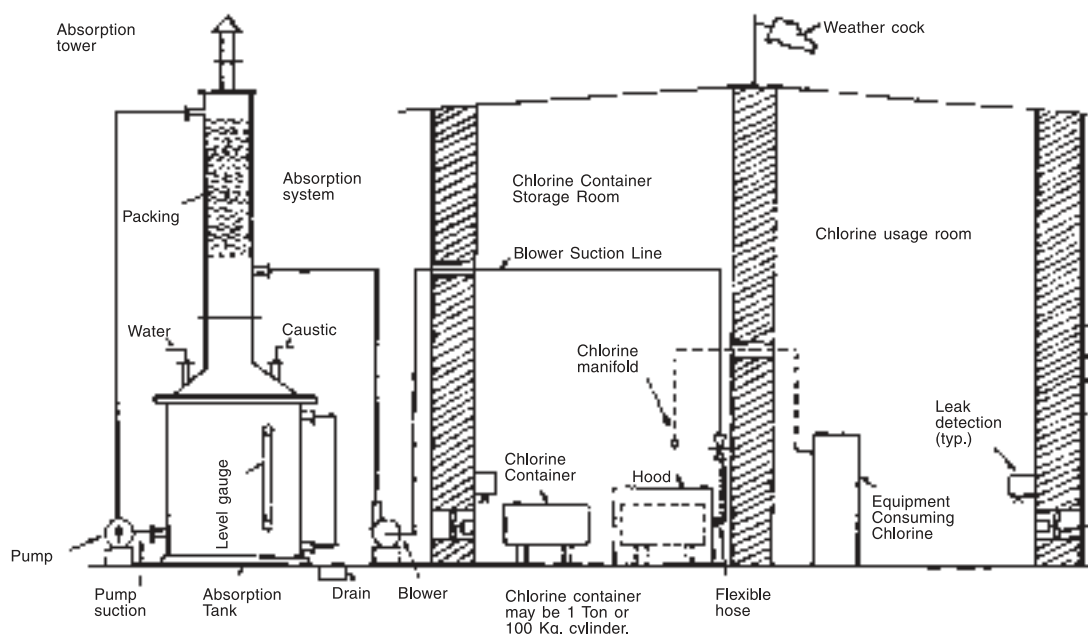 Absorption
tower
Weather cock
Absorption
system
Chlorine Container
Storage Room
Packing
Chlorine usage room
Blower Suction Line
Water
Caustic
Chlorine
manifold
Leak
detection
(typ.)
Chlorine
Container
Hood
Level gauge
Equipment
Consuming
Chlorine
Pump
Pump
suction
Absorption
Tank
Drain
Blower
Chlorine container
may be 1 Ton or
100 Kg. cylinder.
Flexible
hose